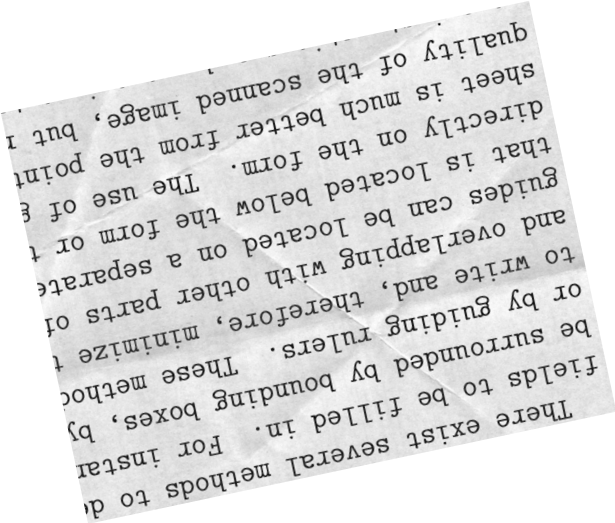 There exist several methods to d
fields to be filled in. For instan
be surrounded by bounding boxes, by
or by guiding rulers. These method
to write and, therefore, minimize t
and overlapping with other parts of
guides can be located on a separate
that is located below the form or t
directly on the form. The use of g
sheet is much better from the point
quality of the scanned image, but r